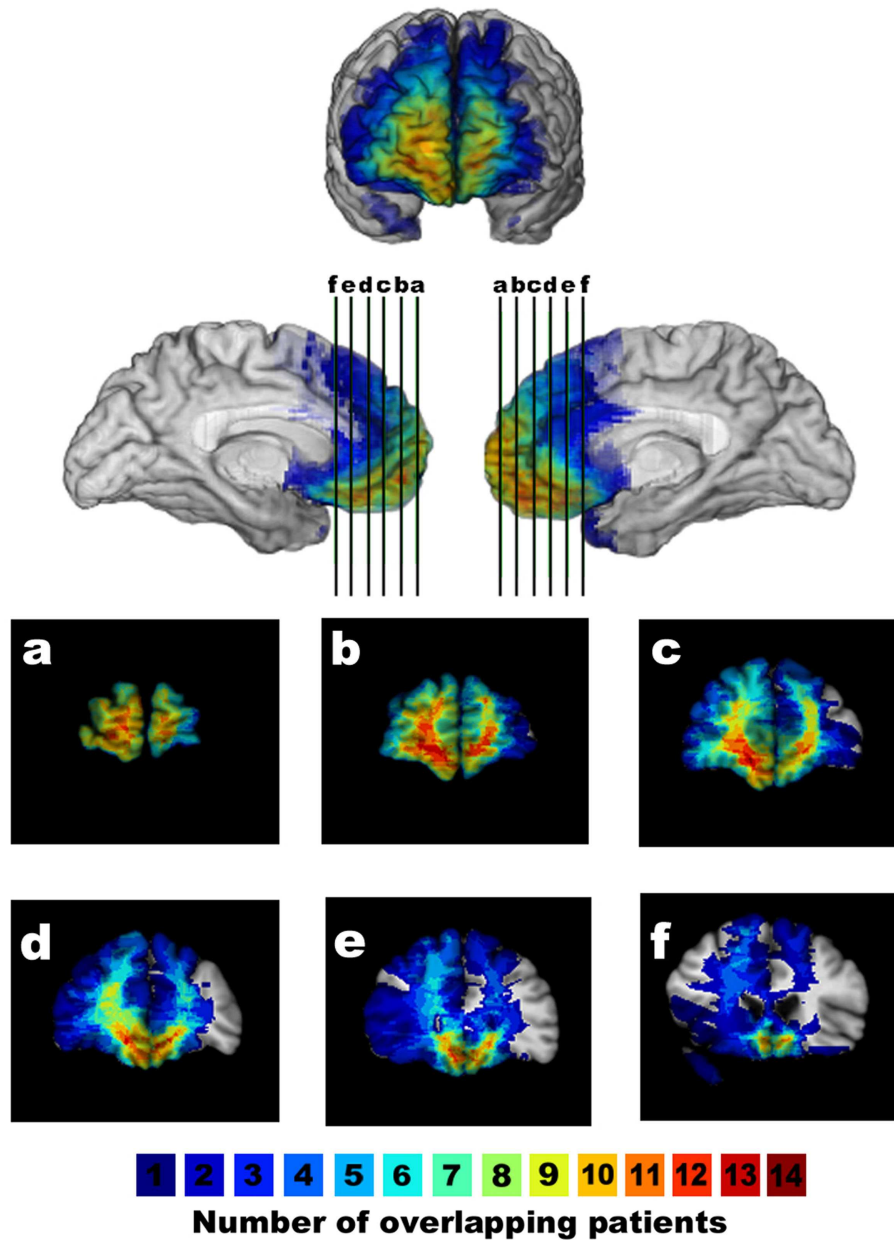 f e d c b a a b c d e f
a b c
d e f
1 2 3 4 5 6 7 8 9 10 11 12 13 14
Number of overlapping patients